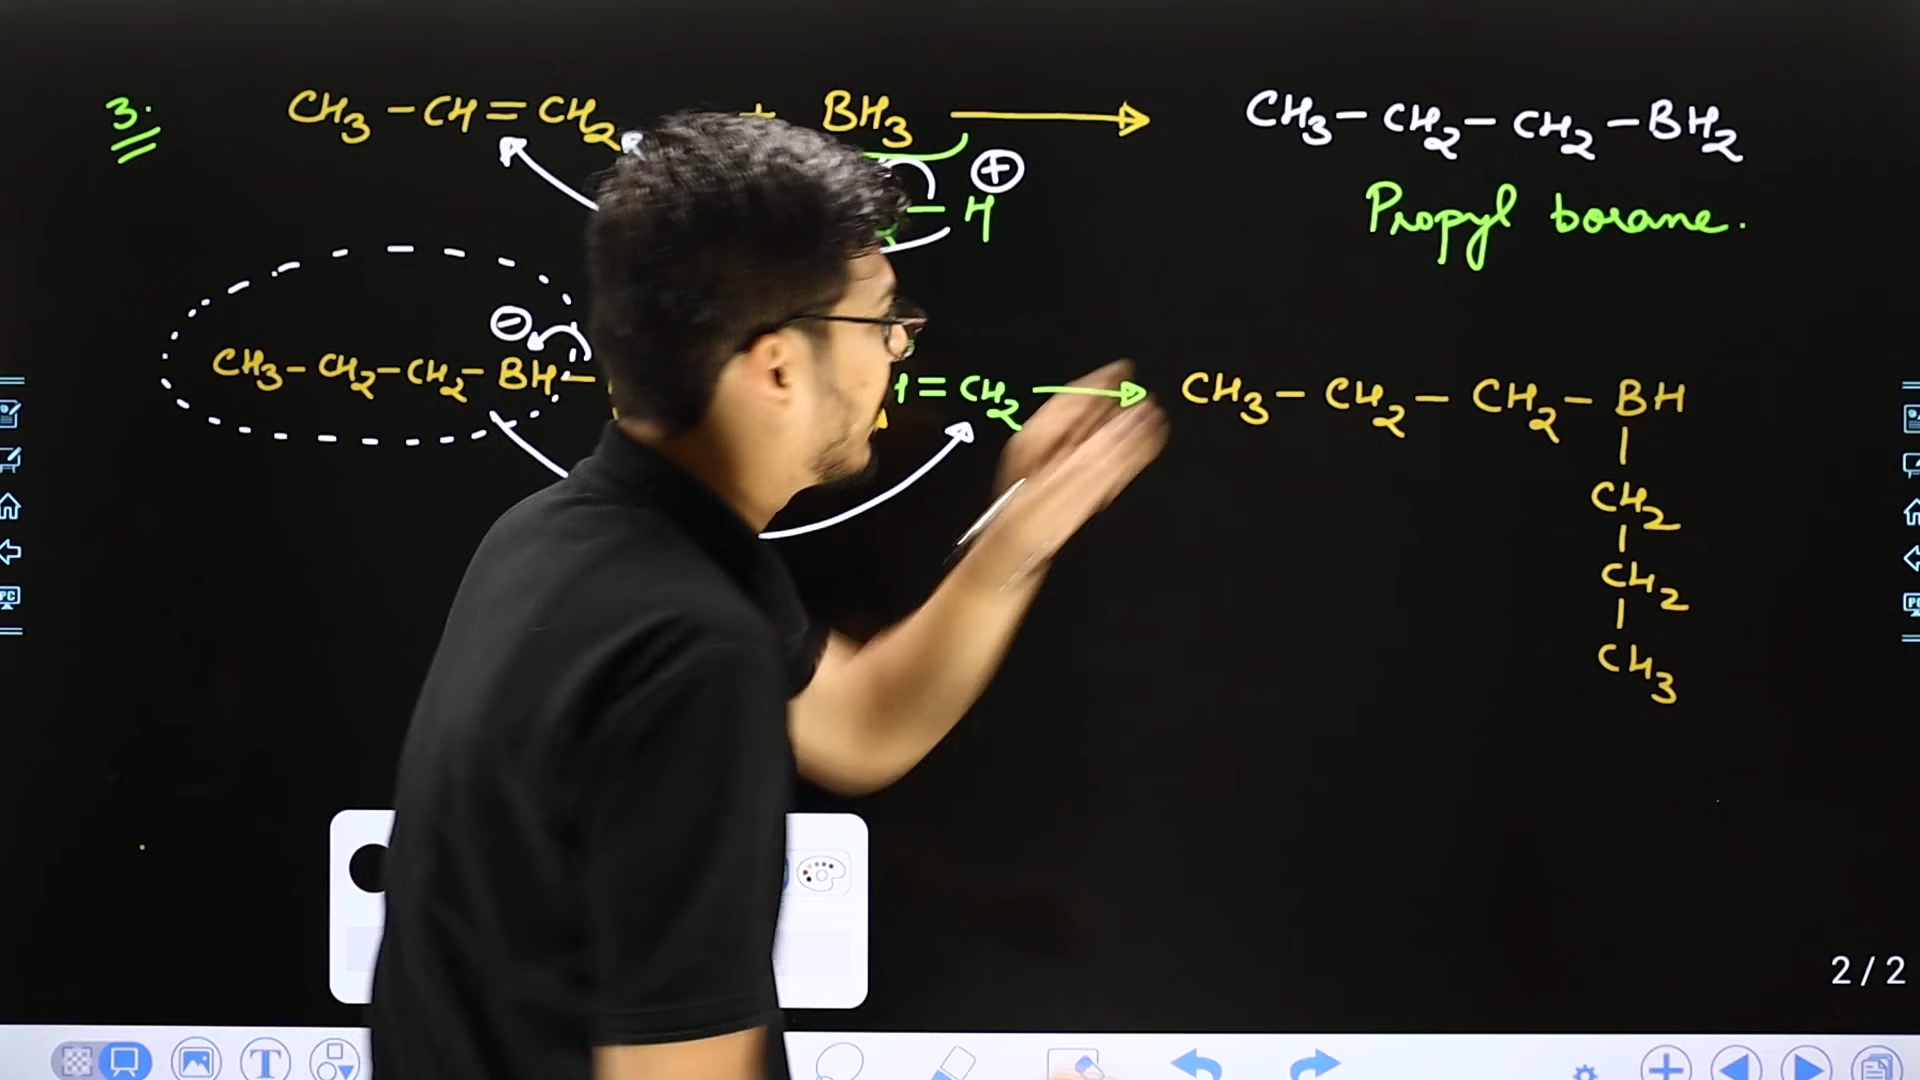 3. CH3 - CH = CH2 + BH3 → CH3 - CH2 - CH2 - BH2
⊕
- H
Propyl borane.
⊖
CH3 - CH2 - CH2 - BH - = CH2 → CH3 - CH2 - CH2 - BH
|
CH2
|
CH2
|
CH3
2 / 2
T